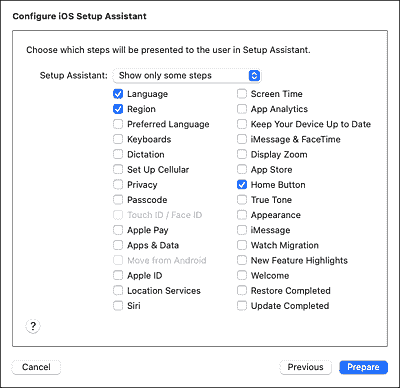 Configure iOS Setup Assistant
Choose which steps will be presented to the user in Setup Assistant.
Setup Assistant: Show only some steps
Language
Region
Preferred Language
Keyboards
Dictation
Set Up Cellular
Privacy
Passcode
Touch ID / Face ID
Apple Pay
Apps & Data
Move from Android
Apple ID
Location Services
Siri
Screen Time
App Analytics
Keep Your Device Up to Date
iMessage & FaceTime
Display Zoom
App Store
Home Button
True Tone
Appearance
iMessage
Watch Migration
New Feature Highlights
Welcome
Restore Completed
Update Completed
?
Cancel
Previous
Prepare